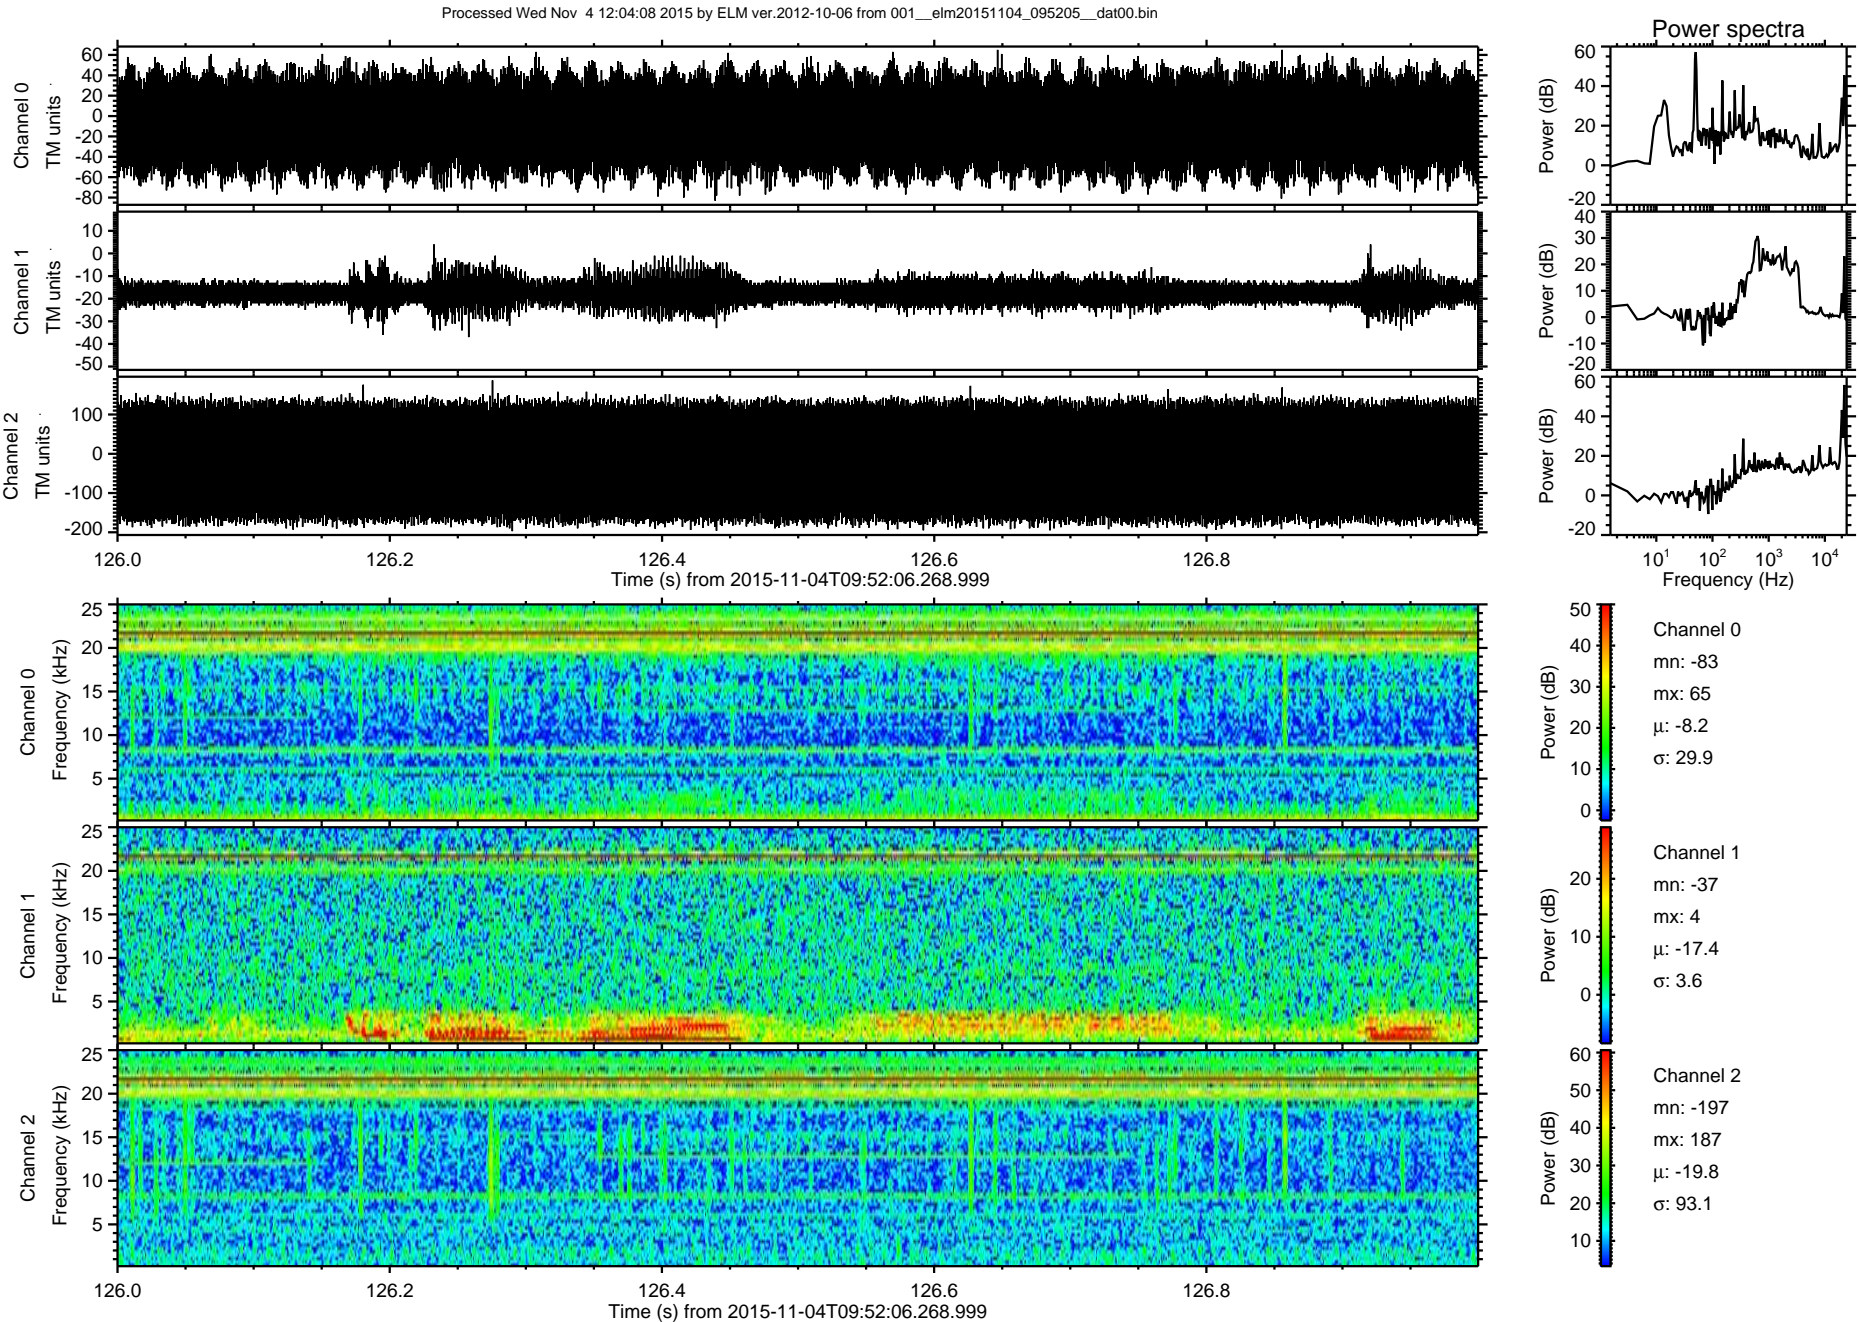 Processed Wed Nov  4 12:04:08 2015 by ELM ver.2012-10-06 from 001__elm20151104_095205__dat00.bin
Power spectra
Channel 0
TM units
60
40
20
0
-20
-40
-60
-80
Power (dB)
60
40
20
0
-20
Channel 1
TM units
10
0
-10
-20
-30
-40
-50
Power (dB)
40
30
20
10
0
-10
-20
Channel 2
TM units
100
0
-100
-200
Power (dB)
60
40
20
0
-20
126.0 126.2 126.4 126.6 126.8
Time (s) from 2015-11-04T09:52:06.268.999
10¹ 10² 10³ 10⁴
Frequency (Hz)
Channel 0
Frequency (kHz)
25
20
15
10
5
Power (dB)
50
40
30
20
10
0
Channel 0
mn: -83
mx: 65
μ: -8.2
σ: 29.9
Channel 1
Frequency (kHz)
25
20
15
10
5
Power (dB)
20
10
0
Channel 1
mn: -37
mx: 4
μ: -17.4
σ: 3.6
Channel 2
Frequency (kHz)
25
20
15
10
5
Power (dB)
60
50
40
30
20
10
Channel 2
mn: -197
mx: 187
μ: -19.8
σ: 93.1
126.0 126.2 126.4 126.6 126.8
Time (s) from 2015-11-04T09:52:06.268.999